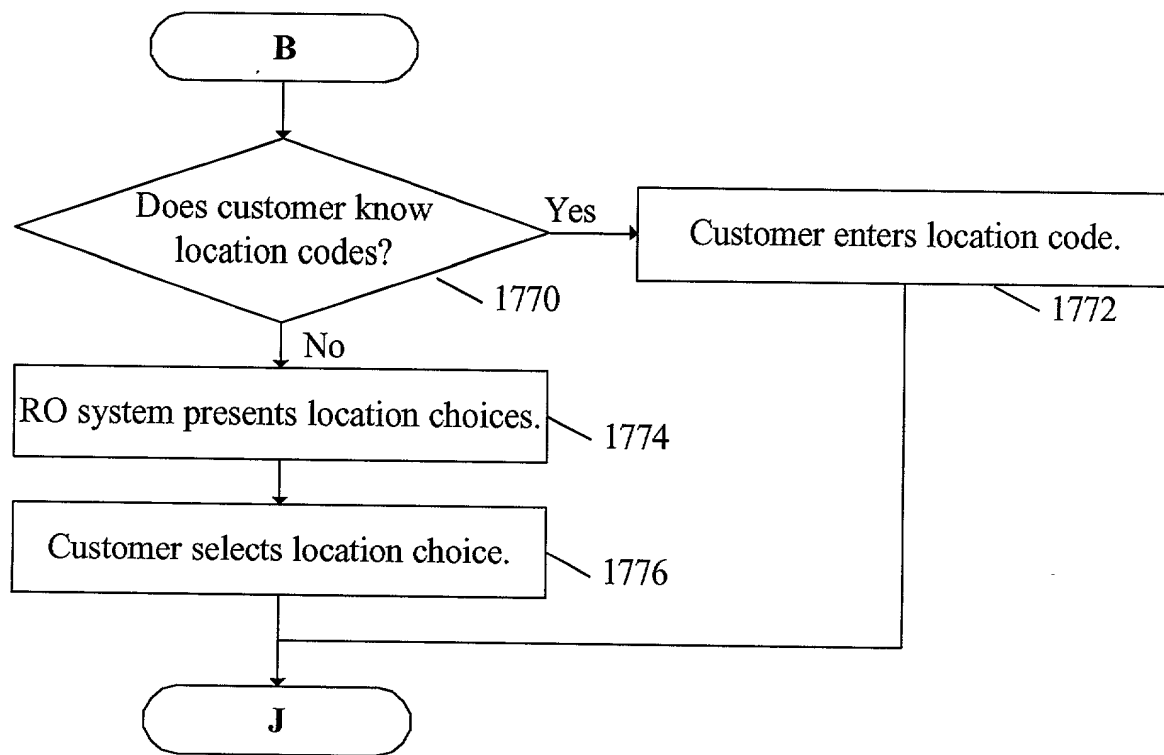 B
Does customer know
location codes?
Yes
Customer enters location code.
1770
1772
No
RO system presents location choices.
1774
Customer selects location choice.
1776
J